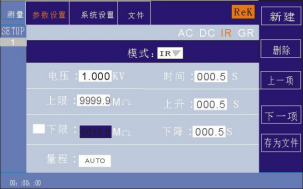 测量 参数设置 系统设置 文件 ReK 新建
SETUP AC DC IR GR
1
模式: IR
删除
电压: 1.000 KV 时间: 000.5 S
上一项
上限: 9999.9 MΩ 上升: 000.5 S
下限: MΩ 下降: 000.5 S
下一项
存为文件
量程: AUTO
00: 00: 00